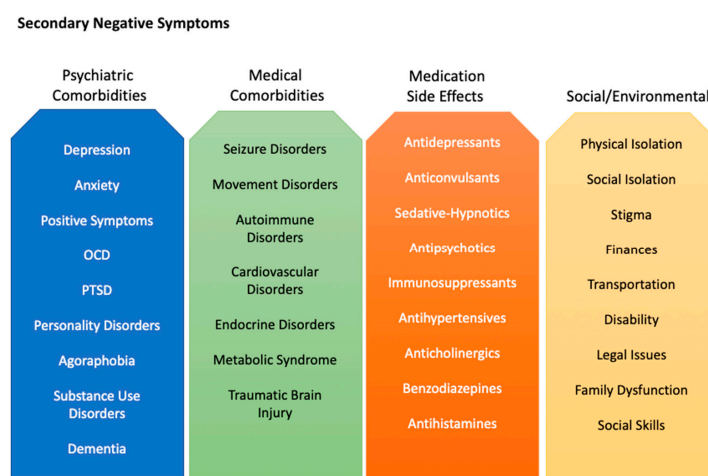 Secondary Negative Symptoms
Psychiatric
Comorbidities
Depression
Anxiety
Positive Symptoms
OCD
PTSD
Personality Disorders
Agoraphobia
Substance Use
Disorders
Dementia
Medical
Comorbidities
Seizure Disorders
Movement Disorders
Autoimmune
Disorders
Cardiovascular
Disorders
Endocrine Disorders
Metabolic Syndrome
Traumatic Brain
Injury
Medication
Side Effects
Antidepressants
Anticonvulsants
Sedative-Hypnotics
Antipsychotics
Immunosuppressants
Antihypertensives
Anticholinergics
Benzodiazepines
Antihistamines
Social/Environmental
Physical Isolation
Social Isolation
Stigma
Finances
Transportation
Disability
Legal Issues
Family Dysfunction
Social Skills